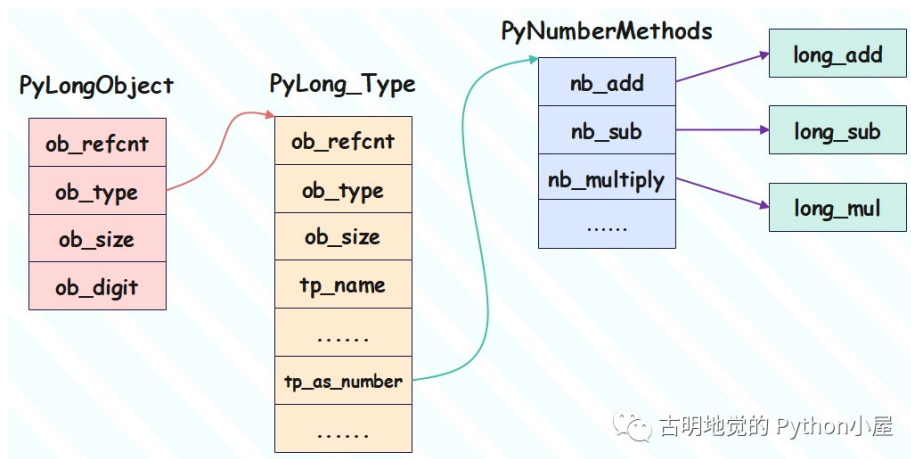 PyLongObject
ob_refcnt
ob_type
ob_size
ob_digit
PyLong_Type
ob_refcnt
ob_type
ob_size
tp_name
......
tp_as_number
......
PyNumberMethods
nb_add
nb_sub
nb_multiply
......
long_add
long_sub
long_mul
古明地觉的 Python小屋